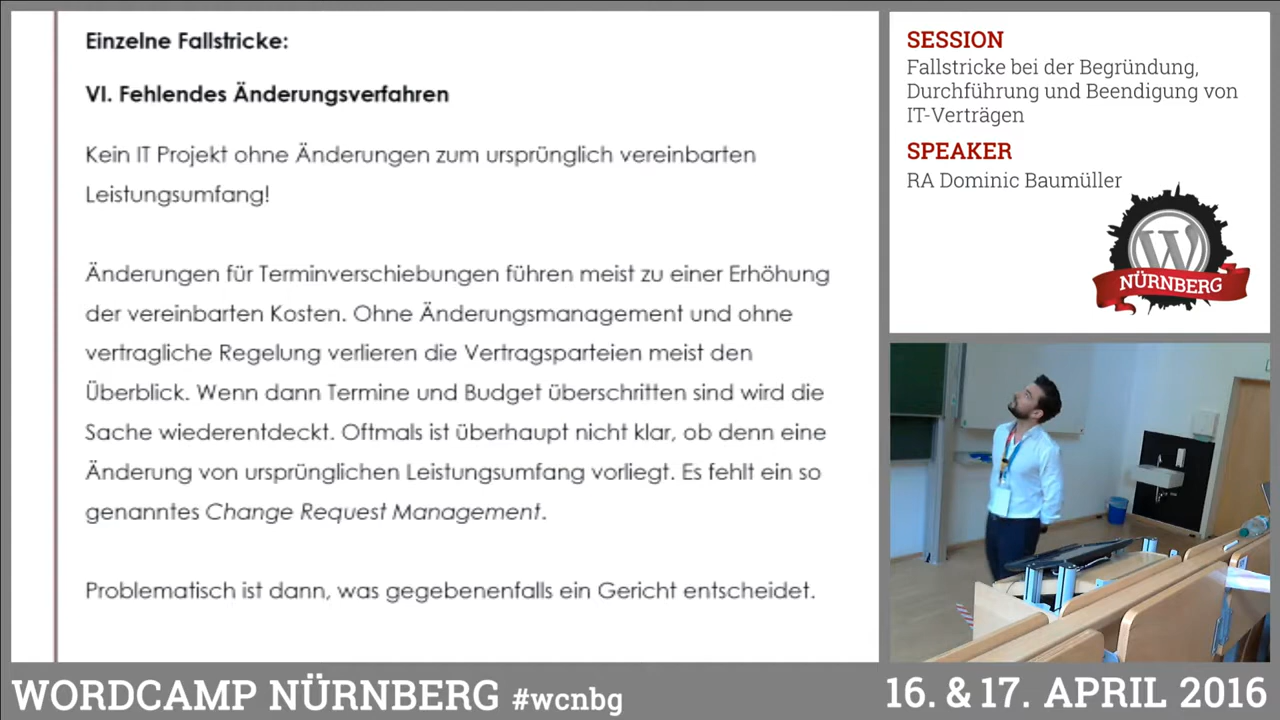 Einzelne Fallstricke:
VI. Fehlendes Änderungsverfahren
Kein IT Projekt ohne Änderungen zum ursprünglich vereinbarten
Leistungsumfang!
Änderungen für Terminverschiebungen führen meist zu einer Erhöhung
der vereinbarten Kosten. Ohne Änderungsmanagement und ohne
vertragliche Regelung verlieren die Vertragsparteien meist den
Überblick. Wenn dann Termine und Budget überschritten sind wird die
Sache wiederentdeckt. Oftmals ist überhaupt nicht klar, ob denn eine
Änderung von ursprünglichen Leistungsumfang vorliegt. Es fehlt ein so
genanntes Change Request Management.
Problematisch ist dann, was gegebenenfalls ein Gericht entscheidet.
SESSION
Fallstricke bei der Begründung,
Durchführung und Beendigung von
IT-Verträgen
SPEAKER
RA Dominic Baumüller
W
NÜRNBERG
WORDCAMP NÜRNBERG #wcnbg
16. & 17. APRIL 2016